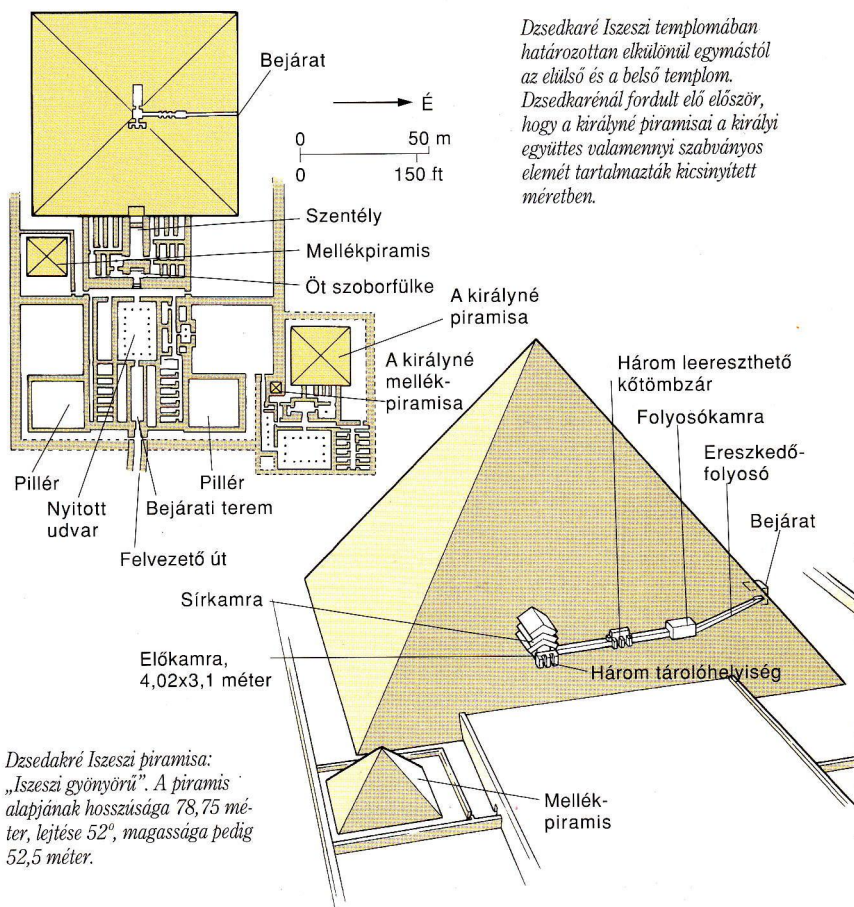 Dzsedkaré Iszeszi templomában
határozottan elkülönül egymástól
az elülső és a belső templom.
Dzsedkarénál fordult elő először,
hogy a királyné piramisai a királyi
együttes valamennyi szabványos
elemét tartalmazták kicsinyített
méretben.
Bejárat
É
0 50 m
0 150 ft
Szentély
Mellékpiramis
Öt szoborfülke
A királyné
piramisa
A királyné
mellék-
piramisa
Pillér
Nyitott
udvar
Bejárati terem
Pillér
Felvezető út
Három leereszthető
kőtömbzár
Folyosókamra
Ereszkedő-
folyosó
Bejárat
Sírkamra
Előkamra,
4,02x3,1 méter
Három tárolóhelyiség
Mellék-
piramis
Dzsedakré Iszeszi piramisa:
„Iszeszi gyönyörű”. A piramis
alapjának hosszúsága 78,75 mé-
ter, lejtése 52⁰, magassága pedig
52,5 méter.